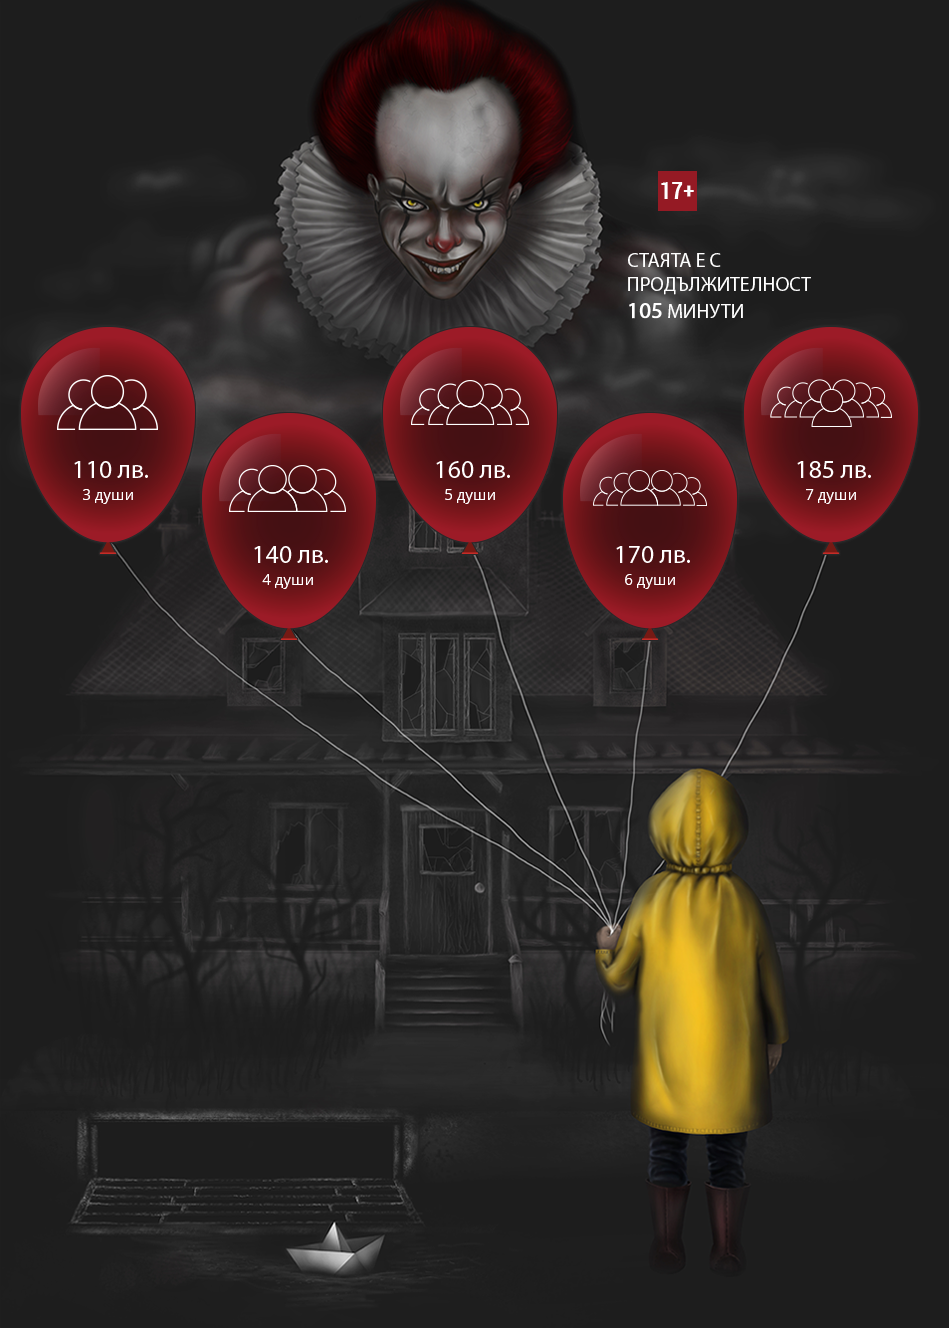 17+
СТАЯТА Е С
ПРОДЪЛЖИТЕЛНОСТ
105 МИНУТИ
110 лв.
3 души
140 лв.
4 души
160 лв.
5 души
170 лв.
6 души
185 лв.
7 души